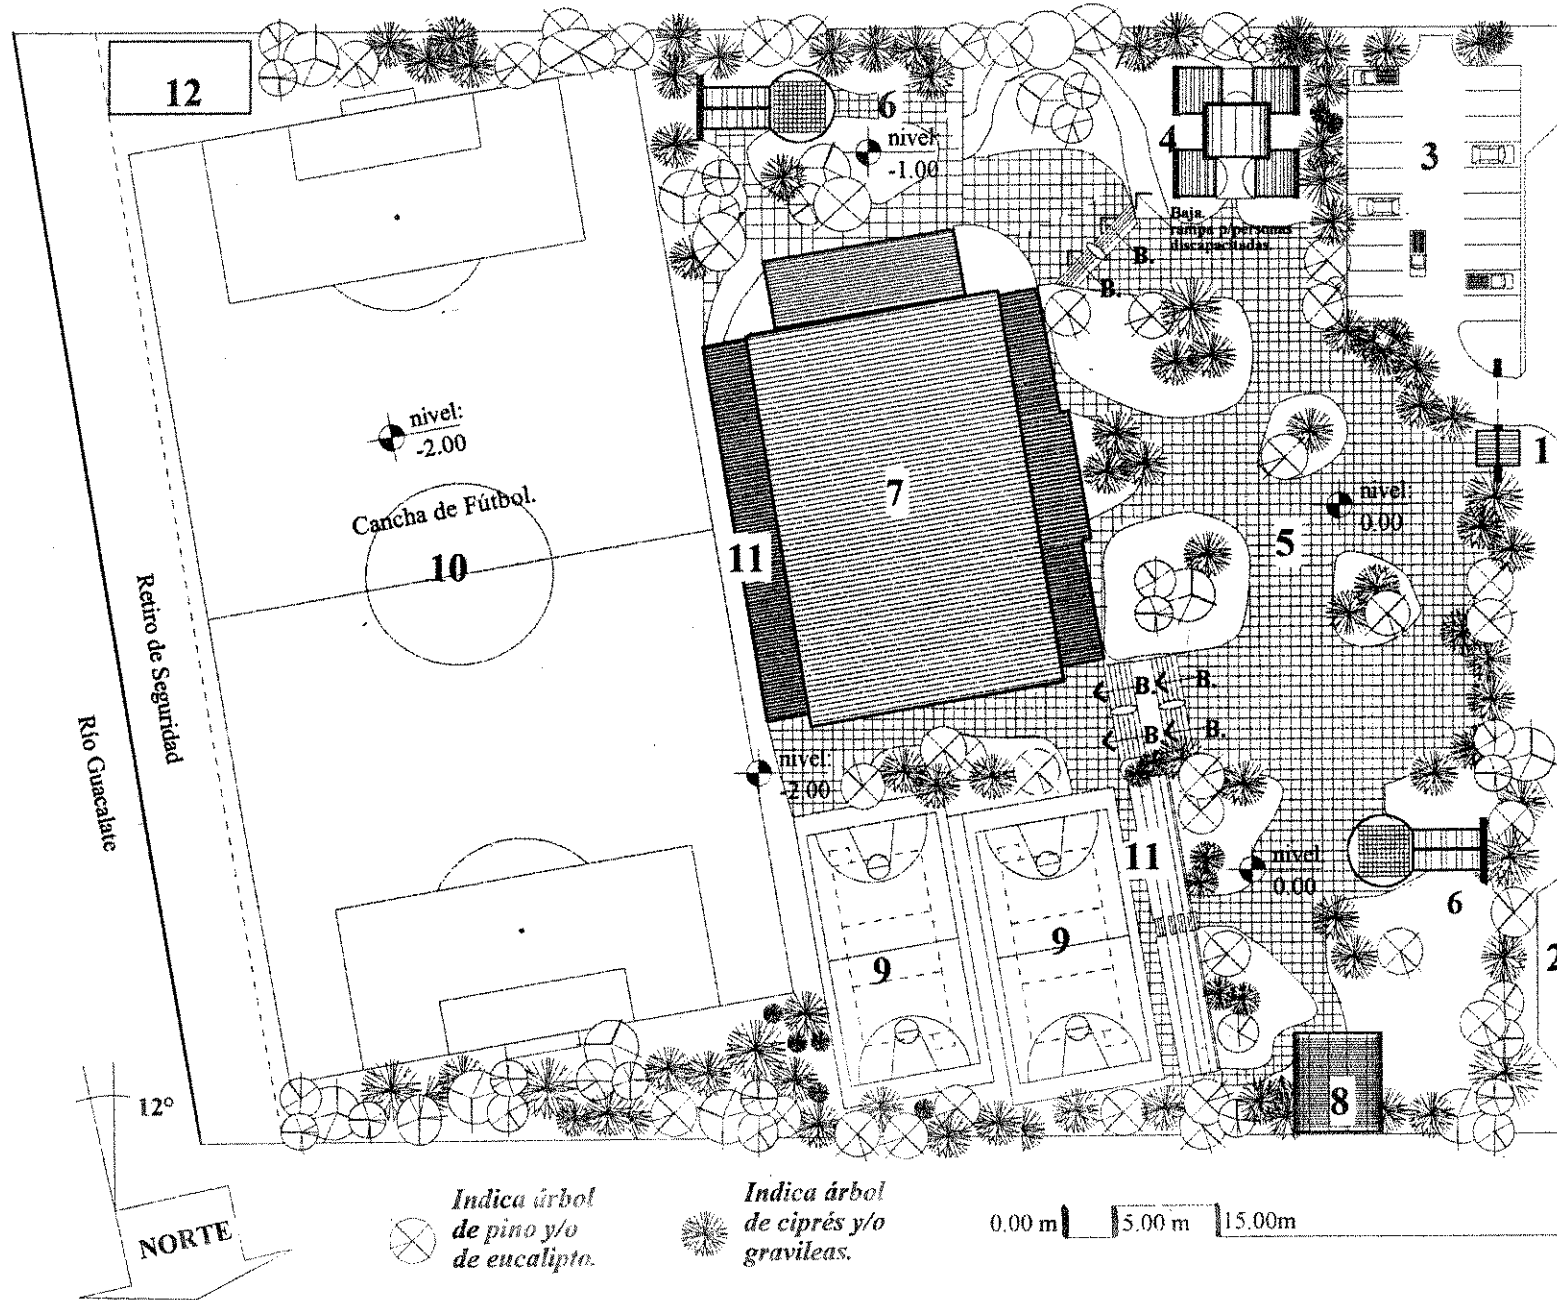 12
6
nivel:
-1.00
4
3
Baja.
rampa p/personas
discapacitadas
B.
B.
nivel:
-2.00
Cancha de Fútbol.
10
7
11
1
nivel:
0.00
5
Retiro de Seguridad
Río Guacalate
B.
B.
B.
B.
nivel:
-2.00
11
nivel
0.00
6
9
9
2
8
12°
NORTE
Indica árbol
de pino y/o
de eucalipto.
Indica árbol
de ciprés y/o
gravileas.
0.00 m
5.00 m
15.00m